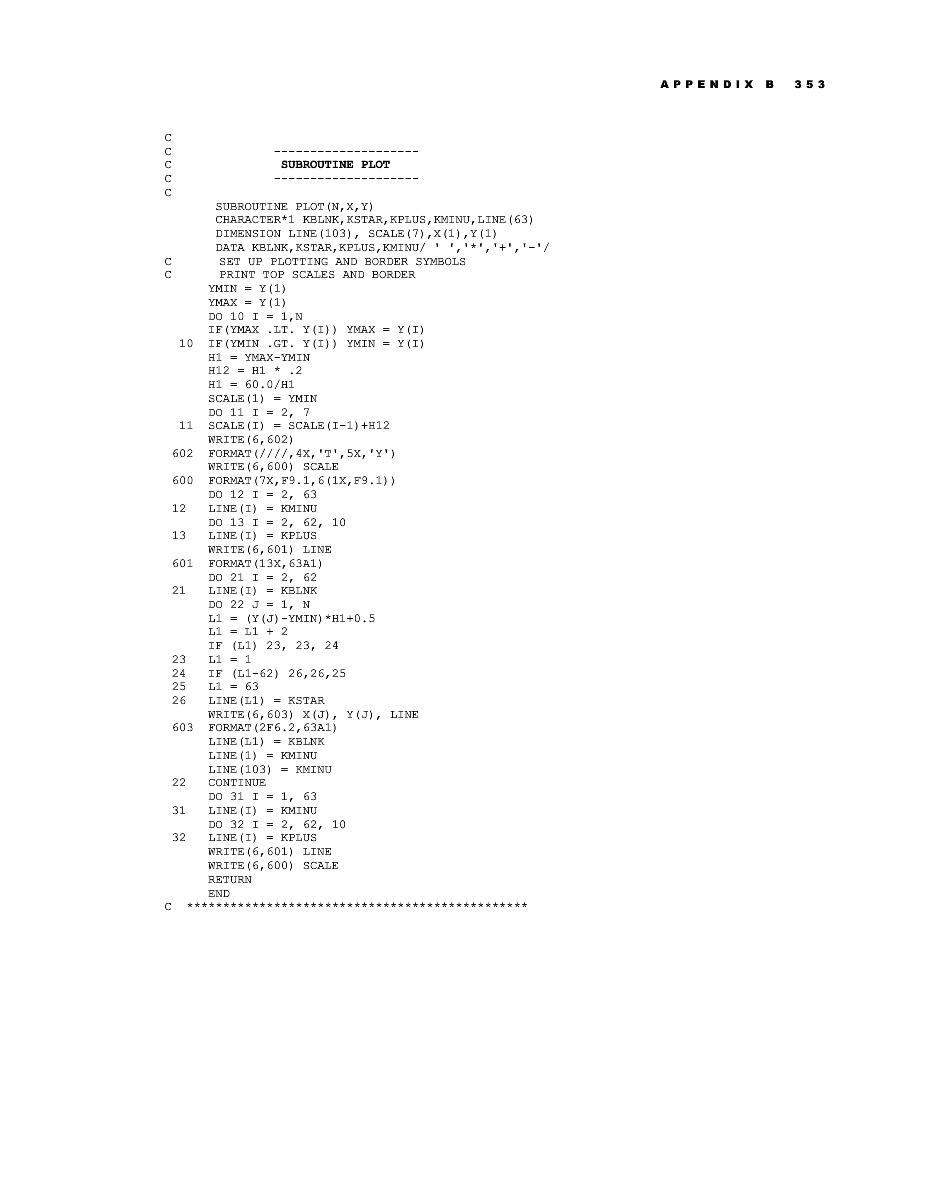 APPENDIX B 353
C
C              --------------------
C               SUBROUTINE PLOT
C              --------------------
C
       SUBROUTINE PLOT(N,X,Y)
       CHARACTER*1 KBLNK,KSTAR,KPLUS,KMINU,LINE(63)
       DIMENSION LINE(103), SCALE(7),X(1),Y(1)
       DATA KBLNK,KSTAR,KPLUS,KMINU/ ' ','*','+','-'/
C      SET UP PLOTTING AND BORDER SYMBOLS
C      PRINT TOP SCALES AND BORDER
      YMIN = Y(1)
      YMAX = Y(1)
      DO 10 I = 1,N
      IF(YMAX .LT. Y(I)) YMAX = Y(I)
  10  IF(YMIN .GT. Y(I)) YMIN = Y(I)
      H1 = YMAX-YMIN
      H12 = H1 * .2
      H1 = 60.0/H1
      SCALE(1) = YMIN
      DO 11 I = 2, 7
  11  SCALE(I) = SCALE(I-1)+H12
      WRITE(6,602)
 602  FORMAT(////,4X,'T',5X,'Y')
      WRITE(6,600) SCALE
 600  FORMAT(7X,F9.1,6(1X,F9.1))
      DO 12 I = 2, 63
 12   LINE(I) = KMINU
      DO 13 I = 2, 62, 10
 13   LINE(I) = KPLUS
      WRITE(6,601) LINE
 601  FORMAT(13X,63A1)
      DO 21 I = 2, 62
 21   LINE(I) = KBLNK
      DO 22 J = 1, N
      L1 = (Y(J)-YMIN)*H1+0.5
      L1 = L1 + 2
      IF (L1) 23, 23, 24
 23   L1 = 1
 24   IF (L1-62) 26,26,25
 25   L1 = 63
 26   LINE(L1) = KSTAR
      WRITE(6,603) X(J), Y(J), LINE
 603  FORMAT(2F6.2,63A1)
      LINE(L1) = KBLNK
      LINE(1) = KMINU
      LINE(103) = KMINU
 22   CONTINUE
      DO 31 I = 1, 63
 31   LINE(I) = KMINU
      DO 32 I = 2, 62, 10
 32   LINE(I) = KPLUS
      WRITE(6,601) LINE
      WRITE(6,600) SCALE
      RETURN
      END
C  ***********************************************